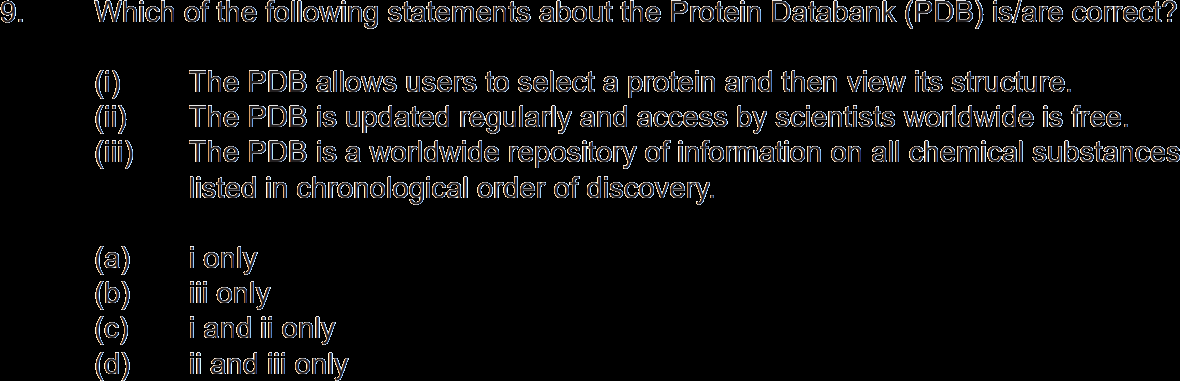 9. Which of the following statements about the Protein Databank (PDB) is/are correct?
(i) The PDB allows users to select a protein and then view its structure.
(ii) The PDB is updated regularly and access by scientists worldwide is free.
(iii) The PDB is a worldwide repository of information on all chemical substances
listed in chronological order of discovery.
(a) i only
(b) iii only
(c) i and ii only
(d) ii and iii only